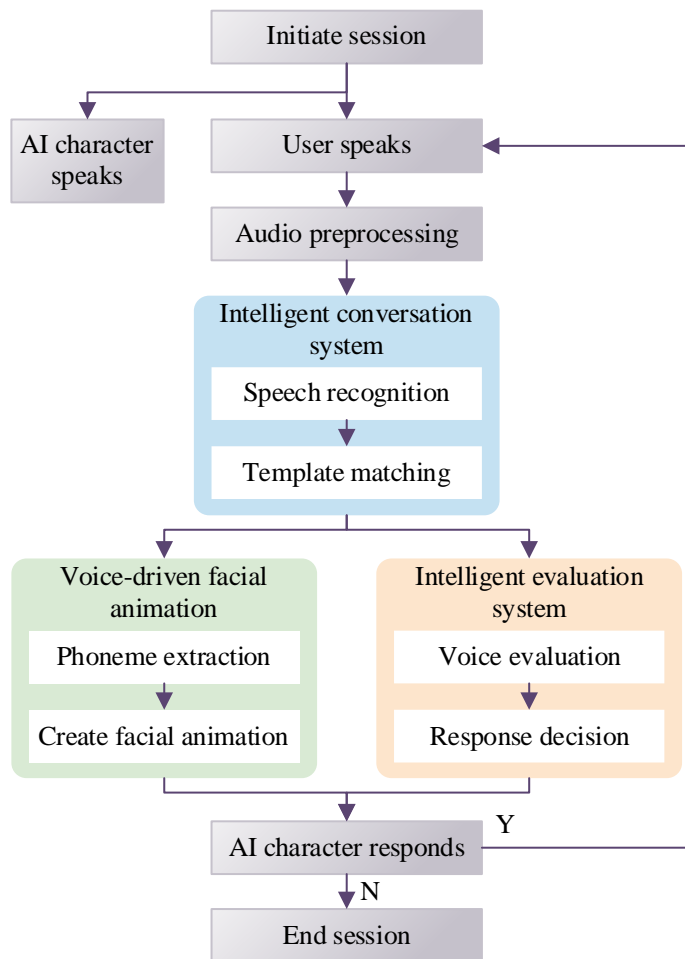 Initiate session
AI character
speaks
User speaks
Audio preprocessing
Intelligent conversation
system
Speech recognition
Template matching
Voice-driven facial
animation
Phoneme extraction
Create facial animation
Intelligent evaluation
system
Voice evaluation
Response decision
AI character responds
Y
N
End session